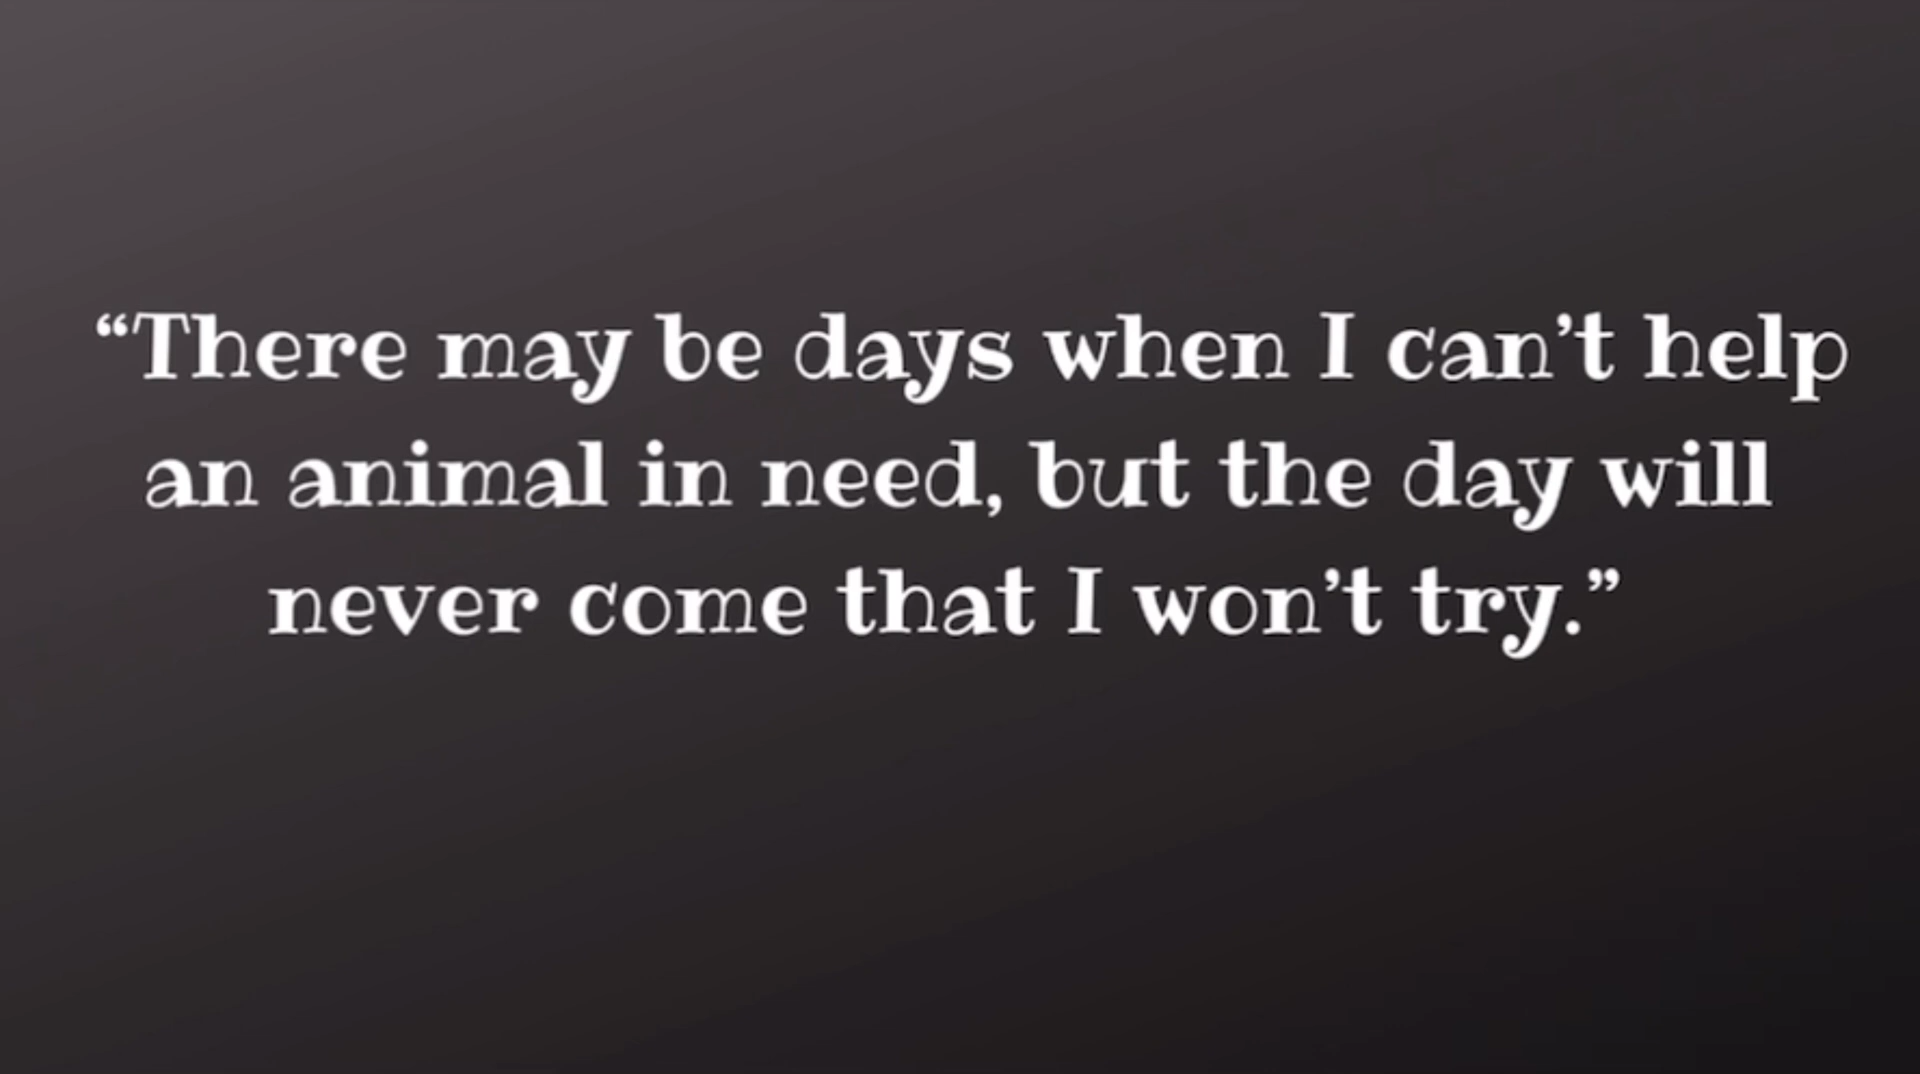 “There may be days when I can’t help
an animal in need, but the day will
never come that I won’t try.”